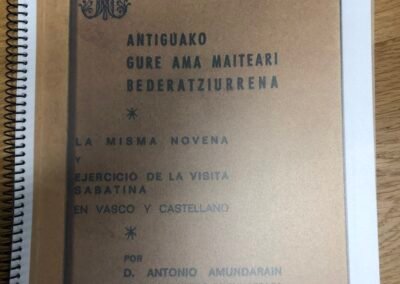 ANTIGUAKO
GURE AMA MAITEARI
BEDERATZIURRENA
LA MISMA NOVENA
Y
EJERCICIO DE LA VISITA
SABATINA
EN VASCO Y CASTELLANO
POR
D. ANTONIO AMUNDARAIN